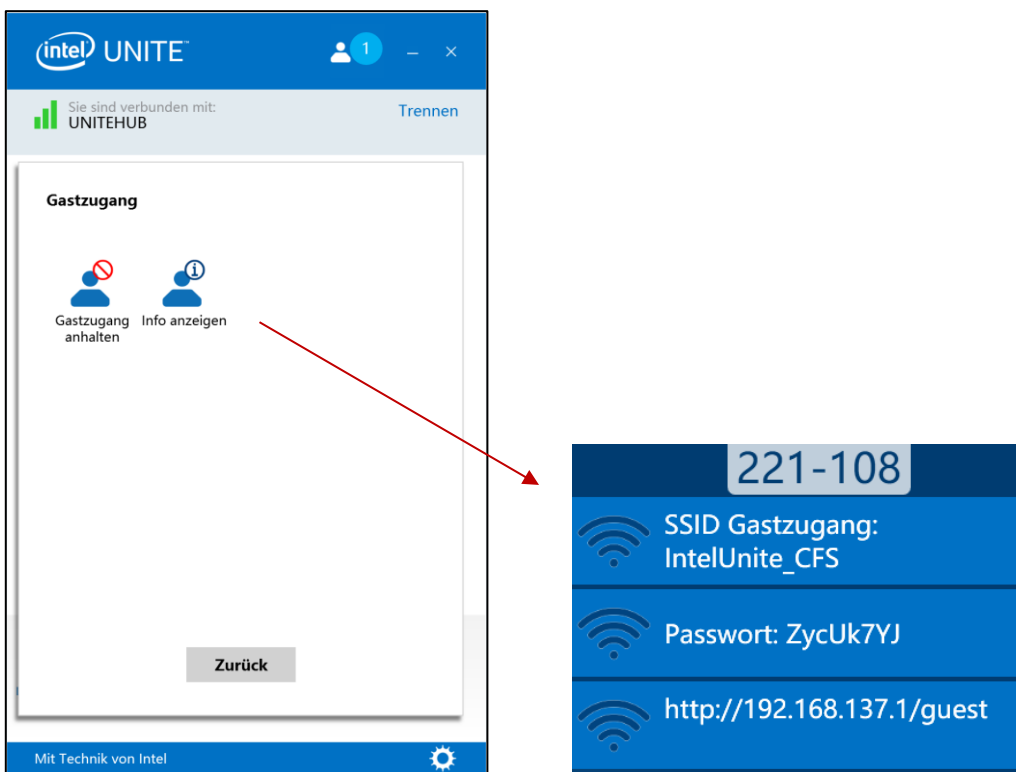 intel UNITE™
1
Sie sind verbunden mit:
UNITEHUB
Trennen
Gastzugang
Gastzugang
anhalten
Info anzeigen
Zurück
Mit Technik von Intel
221-108
SSID Gastzugang:
IntelUnite_CFS
Passwort: ZycUk7YJ
http://192.168.137.1/guest